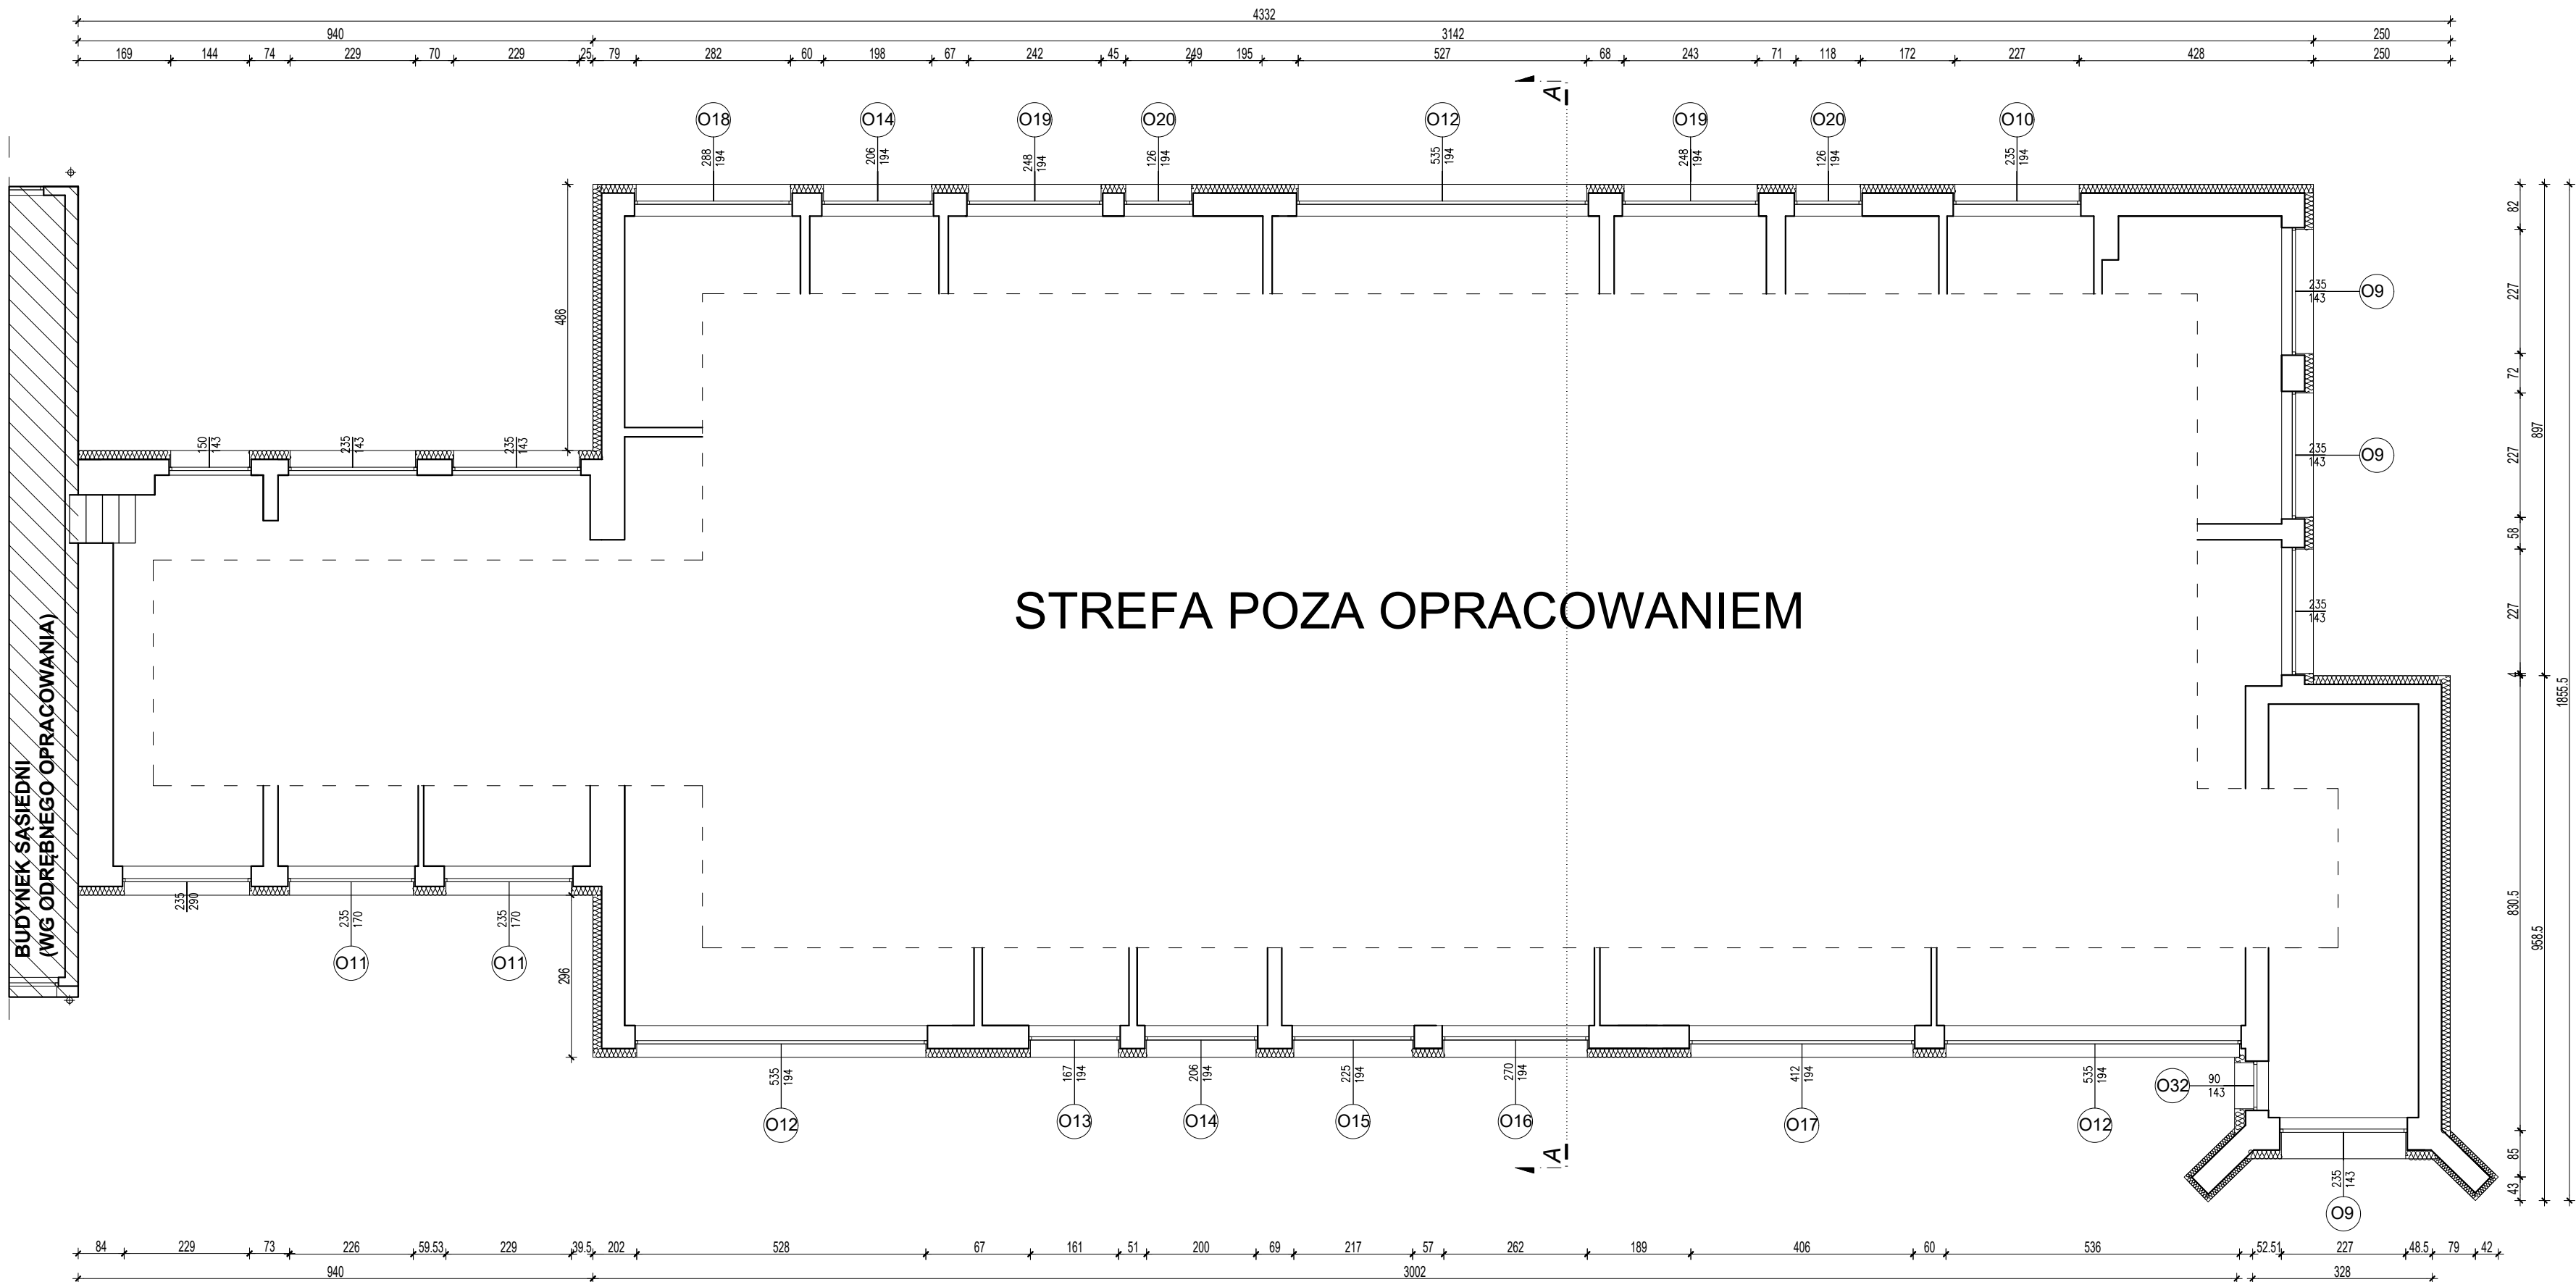 4332
940 3142 250
169 144 74 229 70 229 25 79 282 60 198 67 242 45 249 195 527 68 243 71 118 172 227 428 250
A
O18 O14 O19 O20 O12 O19 O20 O10
288 194 206 194 248 194 126 194 535 194 248 194 126 194 235 194
82
486
235 143 O9
227
72
897
150 143 235 143 235 143
235 143 O9
227
58
STREFA POZA OPRACOWANIEM
235 143
227
4
1855.5
BUDYNEK SĄSIEDNI
(WG ODRĘBNEGO OPRACOWANIA)
235 290 235 170 235 170
830.5
958.5
O11 O11
296
535 194 167 194 206 194 225 194 270 194 412 194 535 194
O32 90 143
O12 O13 O14 O15 O16 O17 O12
A
85
235 143
43
O9
84 229 73 226 59.53 229 39.5 202 528 67 161 51 200 69 217 57 262 189 406 60 536 52.51 227 48.5 79 42
940 3002 328